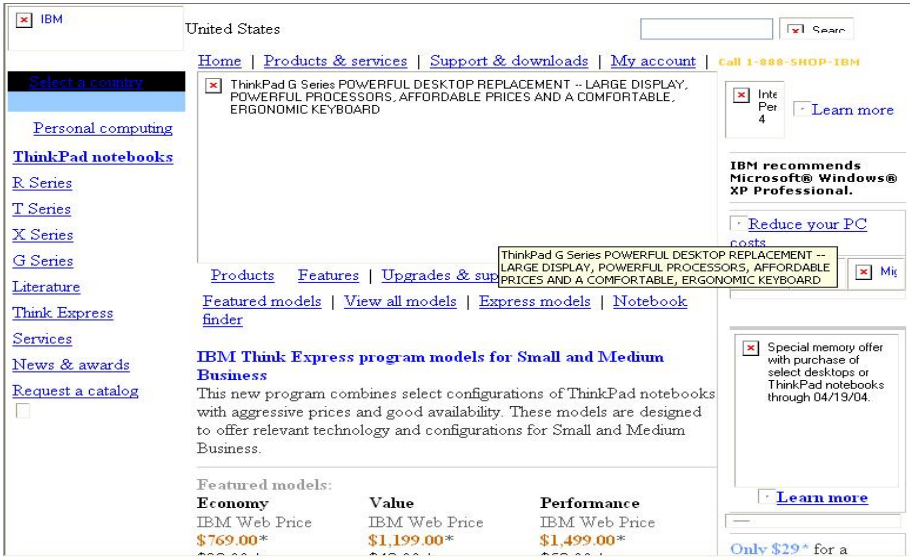 IBM
United States
Home | Products & services | Support & downloads | My account |
Call 1-888-SHOP-IBM
Select a country
Personal computing
ThinkPad notebooks
R Series
T Series
X Series
G Series
Literature
Think Express
Services
News & awards
Request a catalog
ThinkPad G Series POWERFUL DESKTOP REPLACEMENT -- LARGE DISPLAY,
POWERFUL PROCESSORS, AFFORDABLE PRICES AND A COMFORTABLE,
ERGONOMIC KEYBOARD
ThinkPad G Series POWERFUL DESKTOP REPLACEMENT --
LARGE DISPLAY, POWERFUL PROCESSORS, AFFORDABLE
PRICES AND A COMFORTABLE, ERGONOMIC KEYBOARD
Products Features | Upgrades & sup
Featured models | View all models | Express models | Notebook
finder
IBM Think Express program models for Small and Medium
Business
This new program combines select configurations of ThinkPad notebooks
with aggressive prices and good availability. These models are designed
to offer relevant technology and configurations for Small and Medium
Business.
Featured models:
Economy Value Performance
IBM Web Price IBM Web Price IBM Web Price
$769.00* $1,199.00* $1,499.00*
Inte
Per
4
Learn more
IBM recommends
Microsoft® Windows®
XP Professional.
Reduce your PC
costs
Mig
Special memory offer
with purchase of
select desktops or
ThinkPad notebooks
through 04/19/04.
Learn more
Only $29* for a